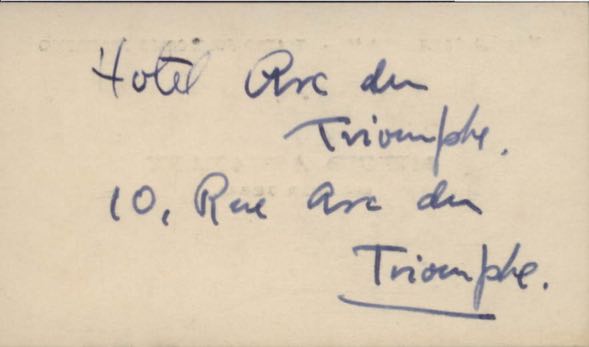 Hotel Arc du
Triomphe.
10, Rue Arc du
Triomphe.